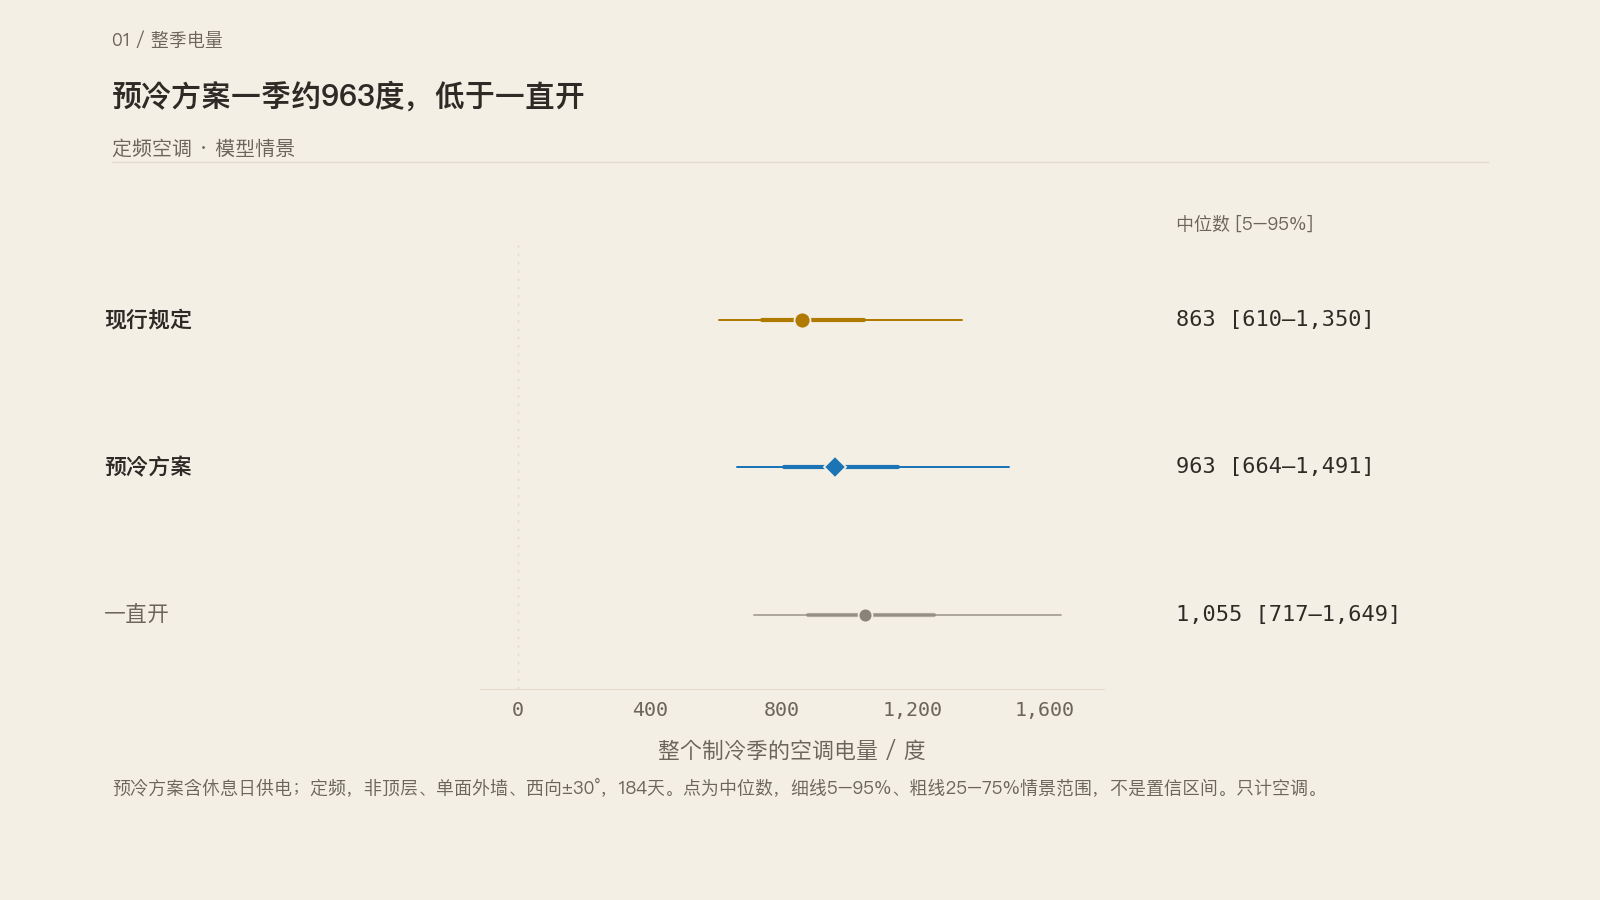 01 / 整季电量
预冷方案一季约963度，低于一直开
定频空调 · 模型情景
中位数 [5—95%]
现行规定
863 [610—1,350]
预冷方案
963 [664—1,491]
一直开
1,055 [717—1,649]
0 400 800 1,200 1,600
整个制冷季的空调电量 / 度
预冷方案含休息日供电；定频，非顶层、单面外墙、西向±30°，184天。点为中位数，细线5—95%、粗线25—75%情景范围，不是置信区间。只计空调。